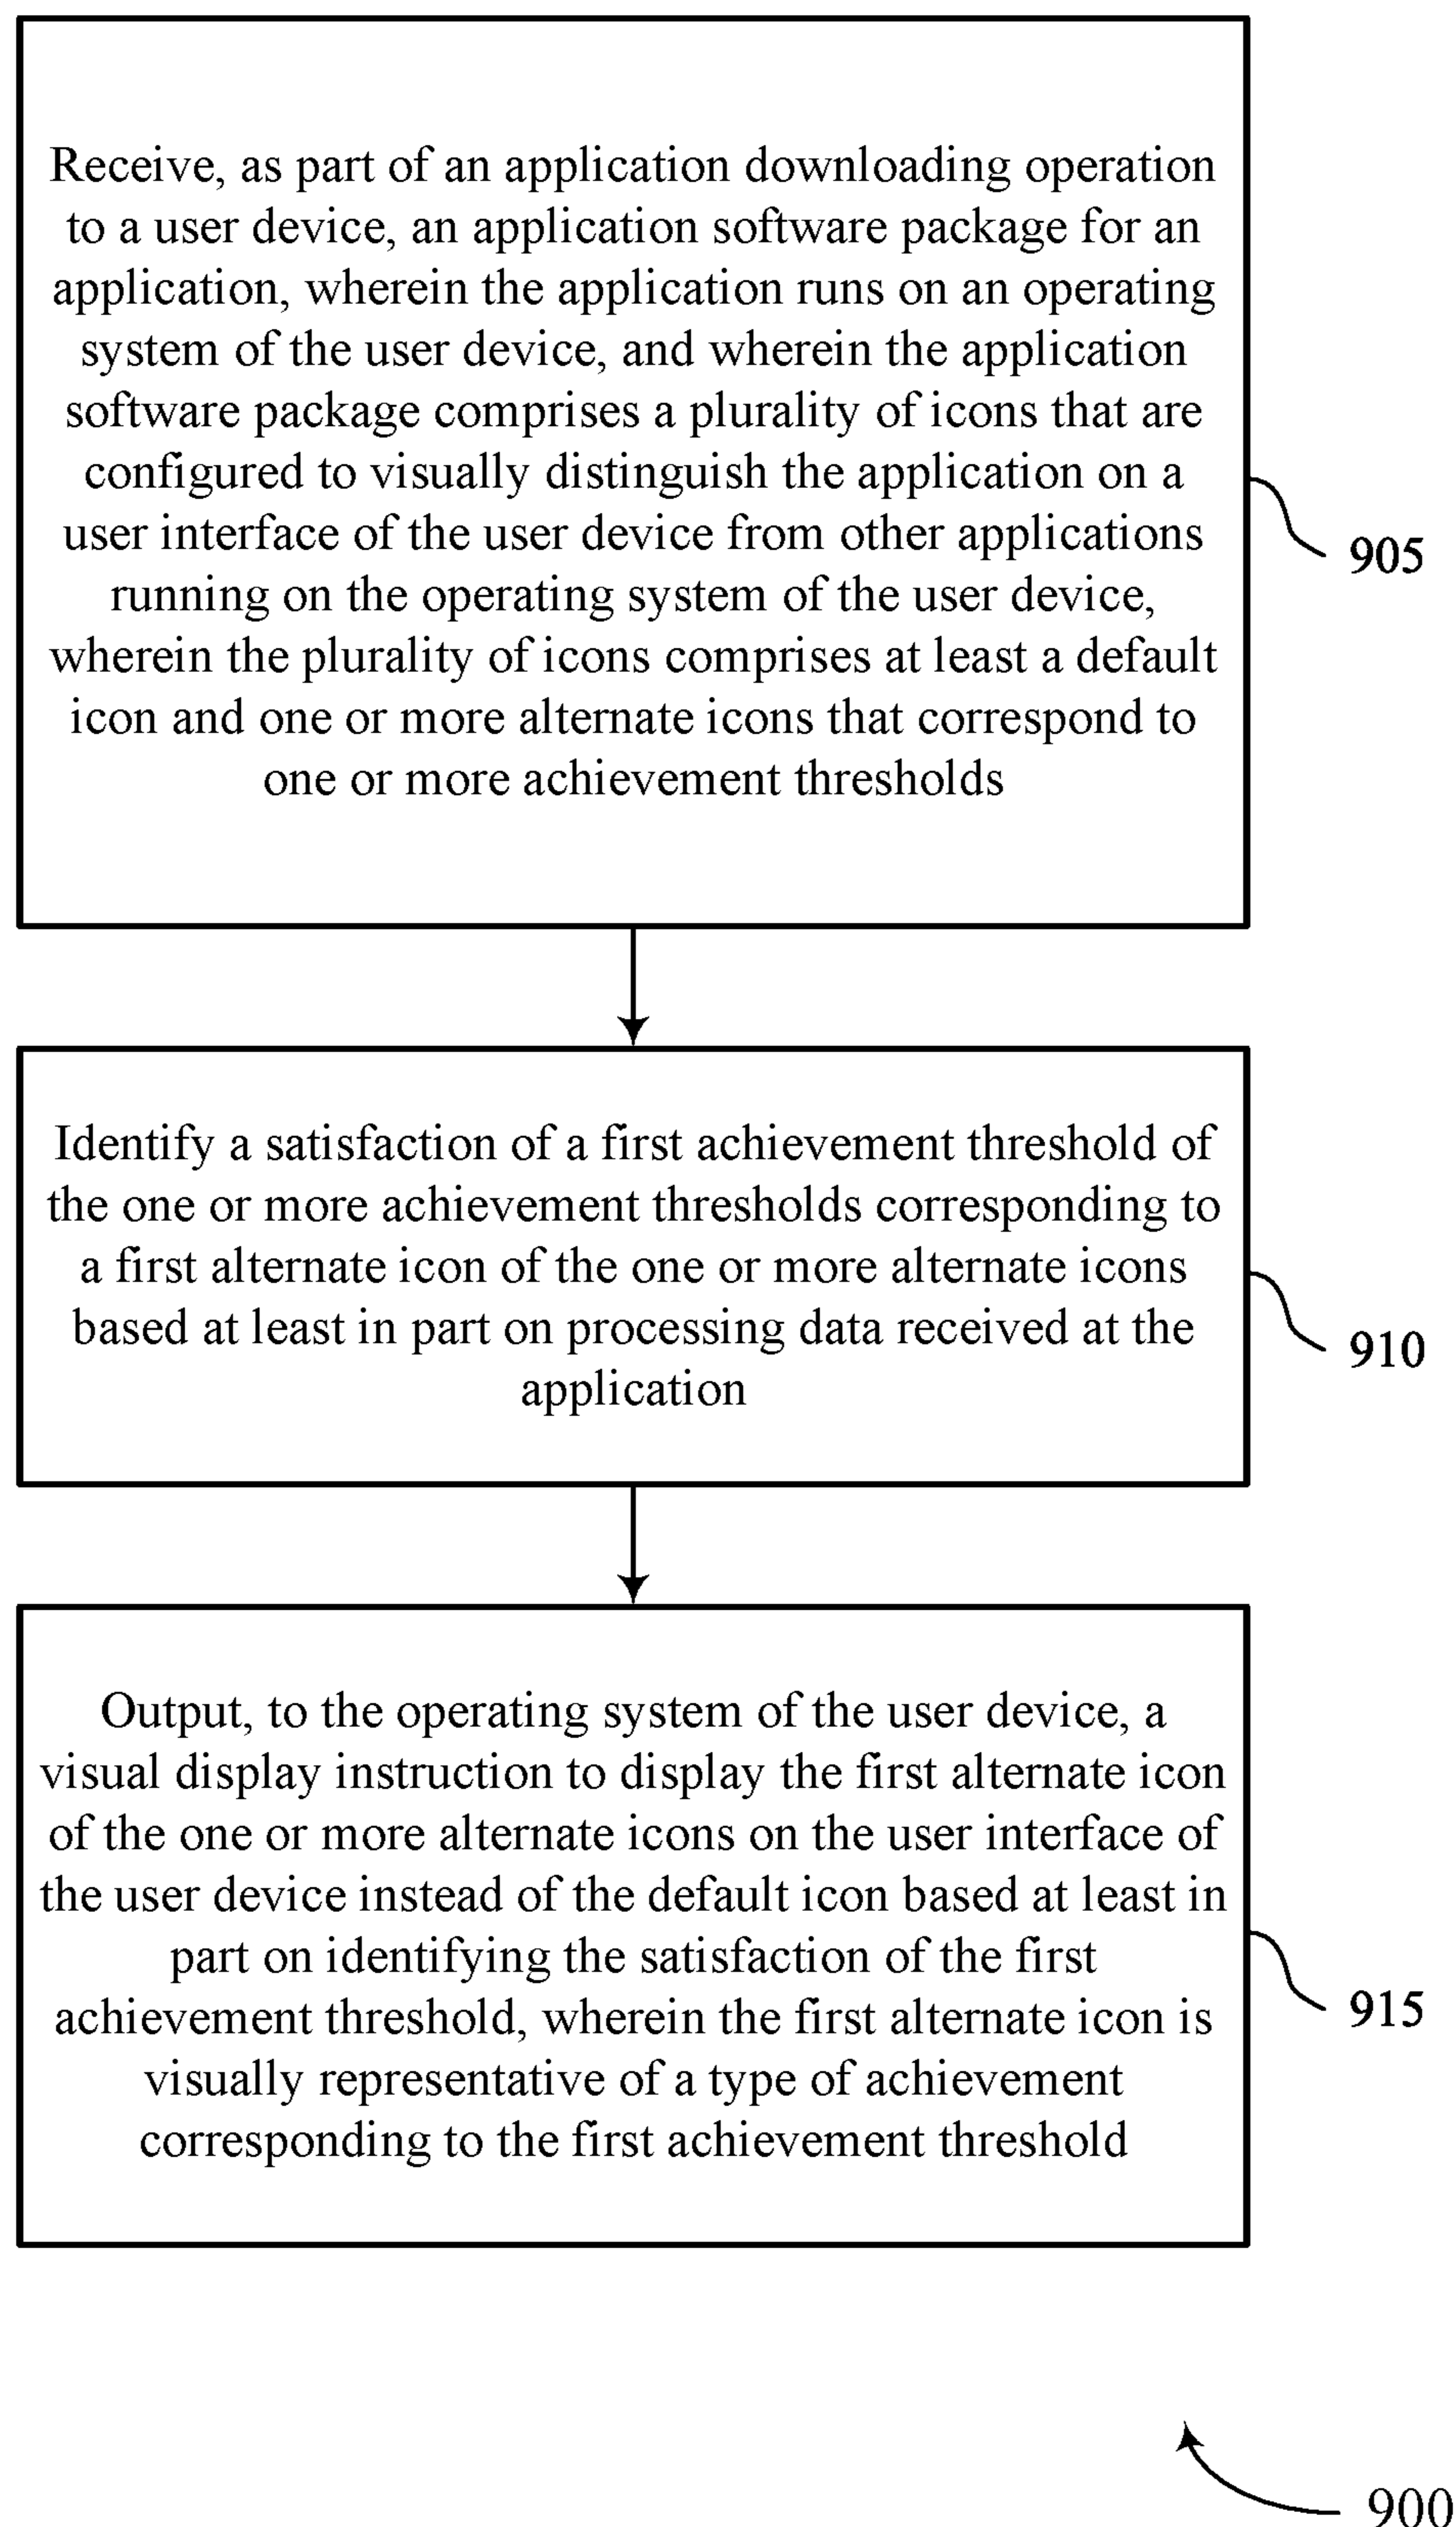 Receive, as part of an application downloading operation
to a user device, an application software package for an
application, wherein the application runs on an operating
system of the user device, and wherein the application
software package comprises a plurality of icons that are
configured to visually distinguish the application on a
user interface of the user device from other applications
running on the operating system of the user device,
wherein the plurality of icons comprises at least a default
icon and one or more alternate icons that correspond to
one or more achievement thresholds
905
Identify a satisfaction of a first achievement threshold of
the one or more achievement thresholds corresponding to
a first alternate icon of the one or more alternate icons
based at least in part on processing data received at the
application
910
Output, to the operating system of the user device, a
visual display instruction to display the first alternate icon
of the one or more alternate icons on the user interface of
the user device instead of the default icon based at least in
part on identifying the satisfaction of the first
achievement threshold, wherein the first alternate icon is
visually representative of a type of achievement
corresponding to the first achievement threshold
915
900